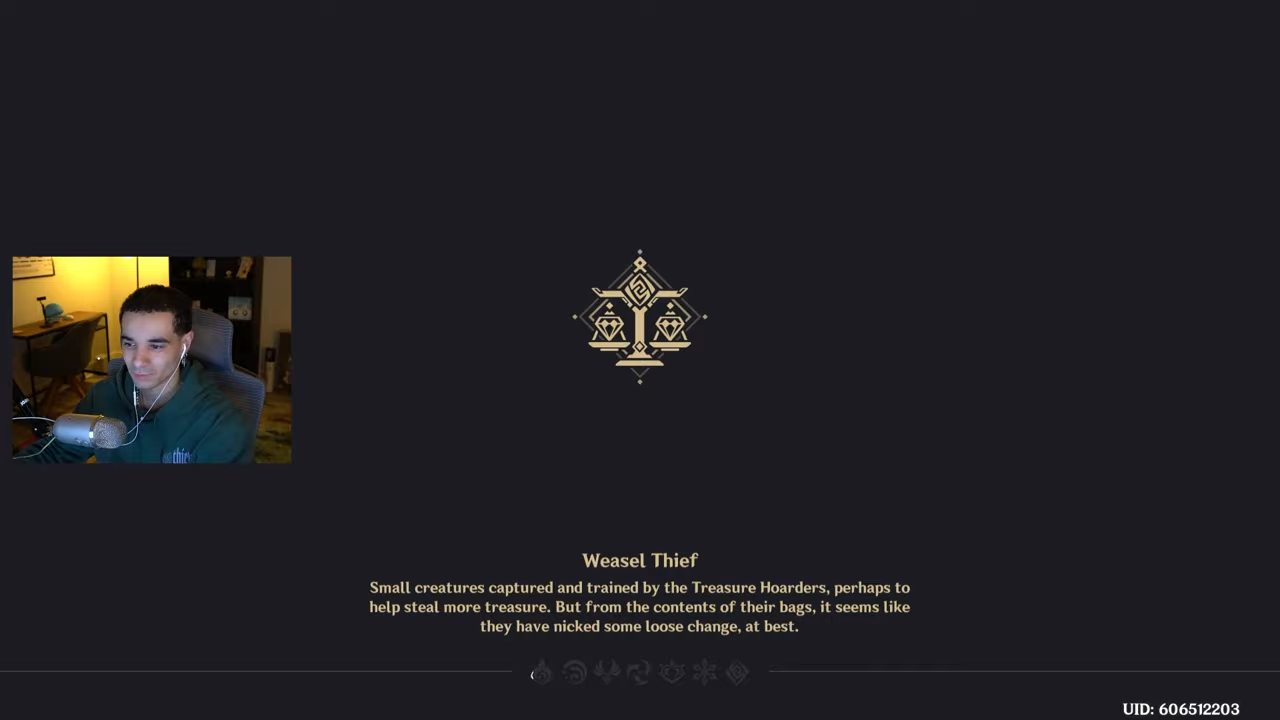 Weasel Thief
Small creatures captured and trained by the Treasure Hoarders, perhaps to
help steal more treasure. But from the contents of their bags, it seems like
they have nicked some loose change, at best.
UID: 606512203